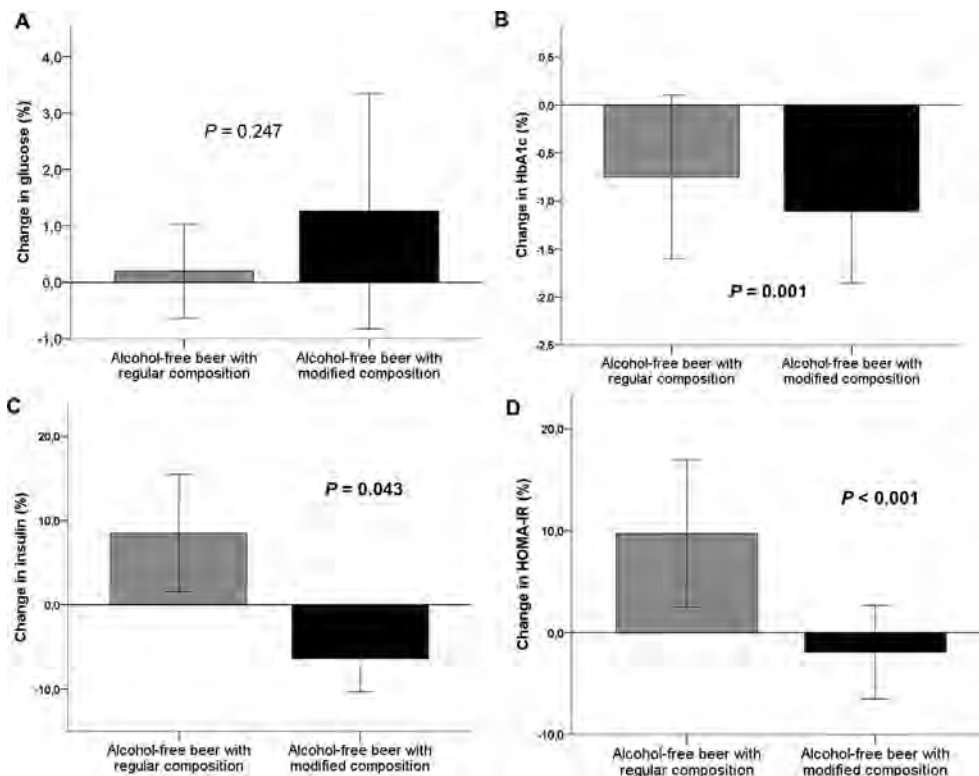 A
Change in glucose (%)
4,0
3,0
2,0
1,0
0,0
-1,0
P = 0.247
Alcohol-free beer with
regular composition
Alcohol-free beer with
modified composition
B
Change in HbA1c (%)
0,5
0,0
-0,5
-1,0
-1,5
-2,0
-2,5
P = 0.001
Alcohol-free beer with
regular composition
Alcohol-free beer with
modified composition
C
Change in insulin (%)
20,0
10,0
0,0
-10,0
P = 0.043
Alcohol-free beer with
regular composition
Alcohol-free beer with
modified composition
D
Change in HOMA-IR (%)
20,0
10,0
0,0
-10,0
P < 0,001
Alcohol-free beer with
regular composition
Alcohol-free beer with
modified composition